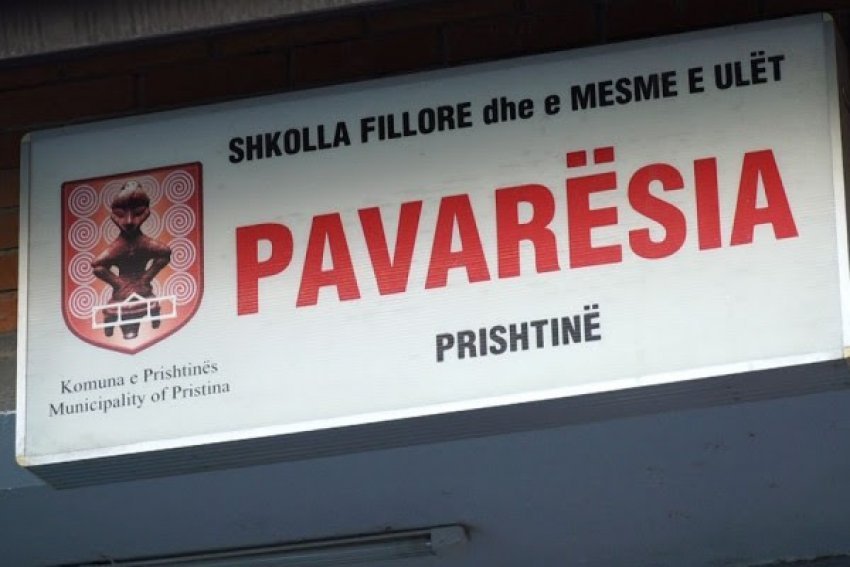 SHKOLLA FILLORE dhe e MESME E ULËT
PAVARËSIA
PRISHTINË
Komuna e Prishtinës
Municipality of Pristina